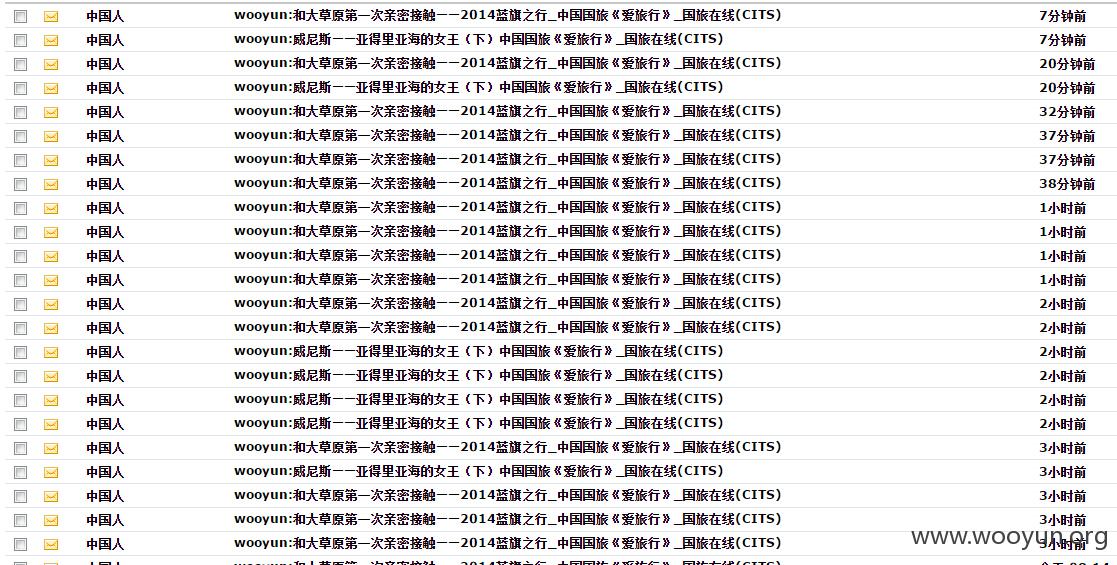 中国人 wooyun:和大草原第一次亲密接触——2014蓝旗之行_中国国旅《爱旅行》_国旅在线(CITS) 7分钟前
中国人 wooyun:威尼斯——亚得里亚海的女王（下）中国国旅《爱旅行》_国旅在线(CITS) 7分钟前
中国人 wooyun:和大草原第一次亲密接触——2014蓝旗之行_中国国旅《爱旅行》_国旅在线(CITS) 20分钟前
中国人 wooyun:威尼斯——亚得里亚海的女王（下）中国国旅《爱旅行》_国旅在线(CITS) 20分钟前
中国人 wooyun:和大草原第一次亲密接触——2014蓝旗之行_中国国旅《爱旅行》_国旅在线(CITS) 32分钟前
中国人 wooyun:和大草原第一次亲密接触——2014蓝旗之行_中国国旅《爱旅行》_国旅在线(CITS) 37分钟前
中国人 wooyun:和大草原第一次亲密接触——2014蓝旗之行_中国国旅《爱旅行》_国旅在线(CITS) 37分钟前
中国人 wooyun:和大草原第一次亲密接触——2014蓝旗之行_中国国旅《爱旅行》_国旅在线(CITS) 38分钟前
中国人 wooyun:和大草原第一次亲密接触——2014蓝旗之行_中国国旅《爱旅行》_国旅在线(CITS) 1小时前
中国人 wooyun:和大草原第一次亲密接触——2014蓝旗之行_中国国旅《爱旅行》_国旅在线(CITS) 1小时前
中国人 wooyun:和大草原第一次亲密接触——2014蓝旗之行_中国国旅《爱旅行》_国旅在线(CITS) 1小时前
中国人 wooyun:和大草原第一次亲密接触——2014蓝旗之行_中国国旅《爱旅行》_国旅在线(CITS) 1小时前
中国人 wooyun:和大草原第一次亲密接触——2014蓝旗之行_中国国旅《爱旅行》_国旅在线(CITS) 2小时前
中国人 wooyun:和大草原第一次亲密接触——2014蓝旗之行_中国国旅《爱旅行》_国旅在线(CITS) 2小时前
中国人 wooyun:威尼斯——亚得里亚海的女王（下）中国国旅《爱旅行》_国旅在线(CITS) 2小时前
中国人 wooyun:威尼斯——亚得里亚海的女王（下）中国国旅《爱旅行》_国旅在线(CITS) 2小时前
中国人 wooyun:威尼斯——亚得里亚海的女王（下）中国国旅《爱旅行》_国旅在线(CITS) 2小时前
中国人 wooyun:威尼斯——亚得里亚海的女王（下）中国国旅《爱旅行》_国旅在线(CITS) 2小时前
中国人 wooyun:和大草原第一次亲密接触——2014蓝旗之行_中国国旅《爱旅行》_国旅在线(CITS) 3小时前
中国人 wooyun:威尼斯——亚得里亚海的女王（下）中国国旅《爱旅行》_国旅在线(CITS) 3小时前
中国人 wooyun:和大草原第一次亲密接触——2014蓝旗之行_中国国旅《爱旅行》_国旅在线(CITS) 3小时前
中国人 wooyun:和大草原第一次亲密接触——2014蓝旗之行_中国国旅《爱旅行》_国旅在线(CITS) 3小时前
中国人 wooyun:和大草原第一次亲密接触——2014蓝旗之行_中国国旅《爱旅行》_国旅在线(CITS) 3小时前
www.wooyun.org